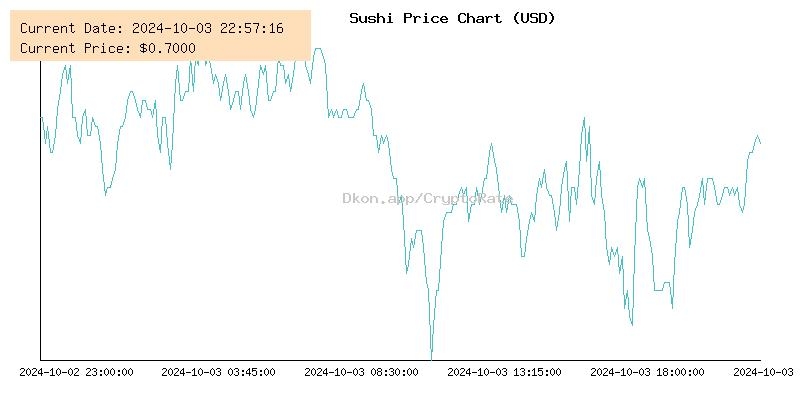 Sushi Price Chart (USD)
Current Date: 2024-10-03 22:57:16
Current Price: $0.7000
Dkon.app/CryptoRate
2024-10-02 23:00:00 2024-10-03 03:45:00 2024-10-03 08:30:00 2024-10-03 13:15:00 2024-10-03 18:00:00 2024-10-03